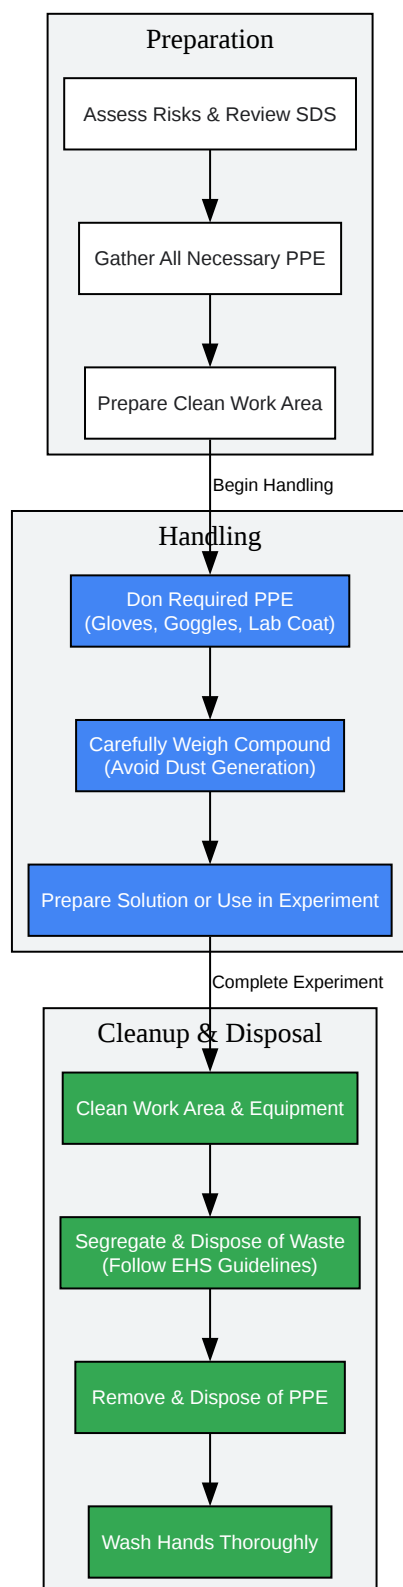 Preparation
Assess Risks & Review SDS
Gather All Necessary PPE
Prepare Clean Work Area
Begin Handling
Handling
Don Required PPE
(Gloves, Goggles, Lab Coat)
Carefully Weigh Compound
(Avoid Dust Generation)
Prepare Solution or Use in Experiment
Complete Experiment
Cleanup & Disposal
Clean Work Area & Equipment
Segregate & Dispose of Waste
(Follow EHS Guidelines)
Remove & Dispose of PPE
Wash Hands Thoroughly